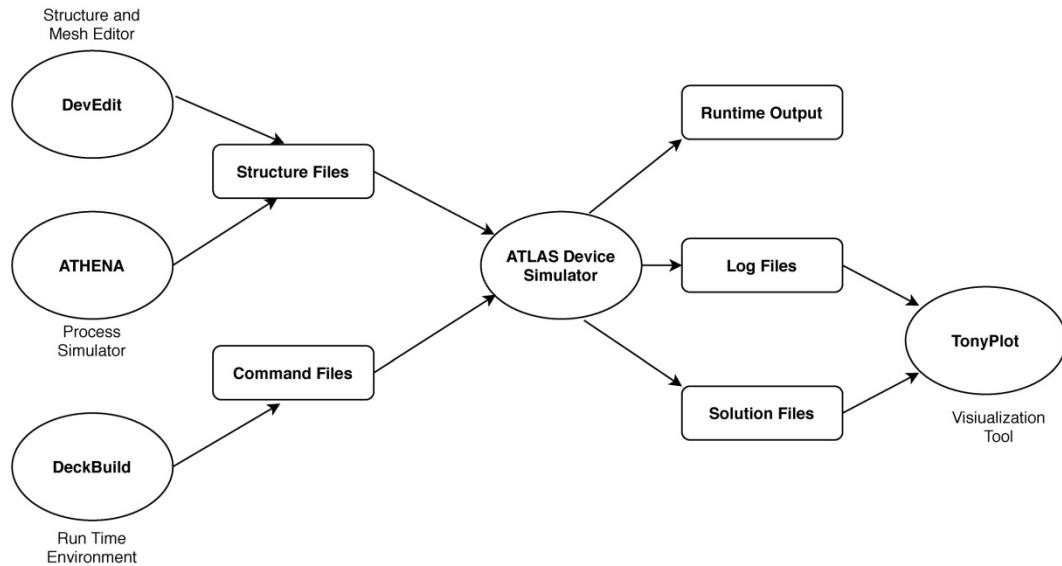 Structure and
Mesh Editor
DevEdit
Structure Files
ATHENA
Process
Simulator
Command Files
DeckBuild
Run Time
Environment
ATLAS Device
Simulator
Runtime Output
Log Files
Solution Files
TonyPlot
Visiualization
Tool